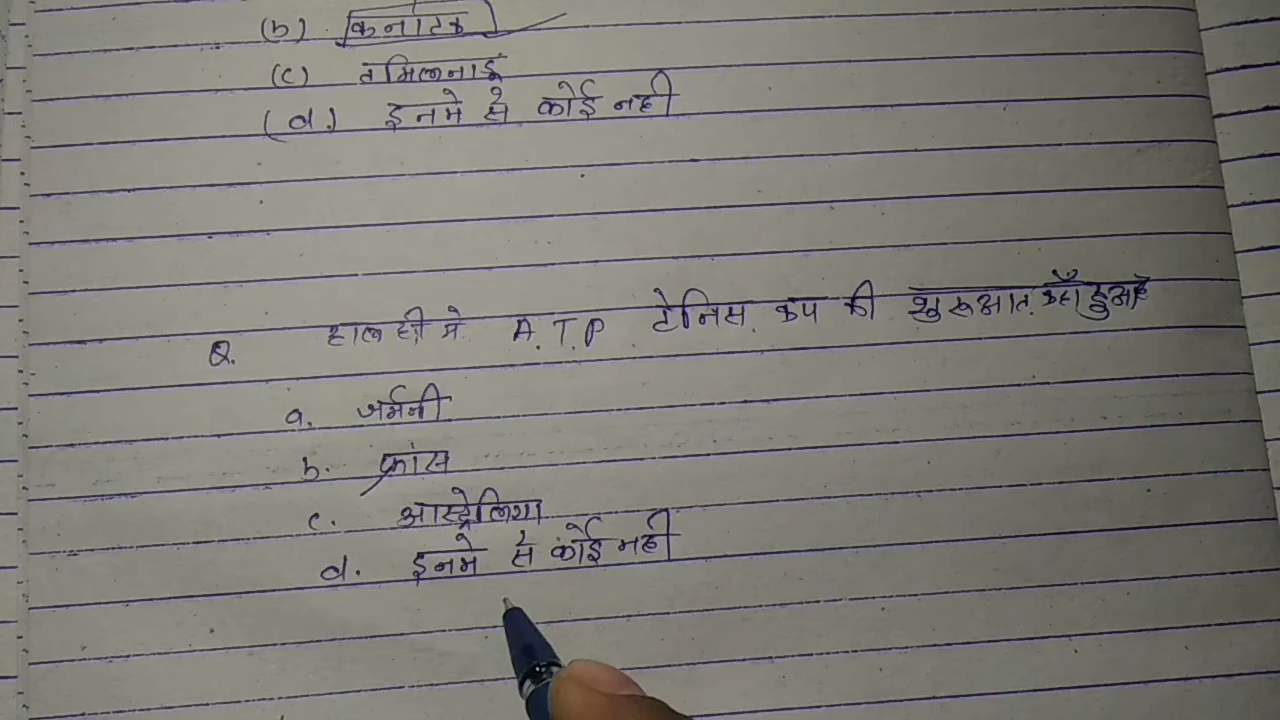 (b) कर्नाटक
(c) तमिलनाडू
(d) इनमे से कोई नही
Q. हाल ही मे A.T.P टेनिस कप की शुरुआत कहाँ हुआ है
a. जर्मनी
b. फ्रांस
c. आस्ट्रेलिया
d. इनमे से कोई नही